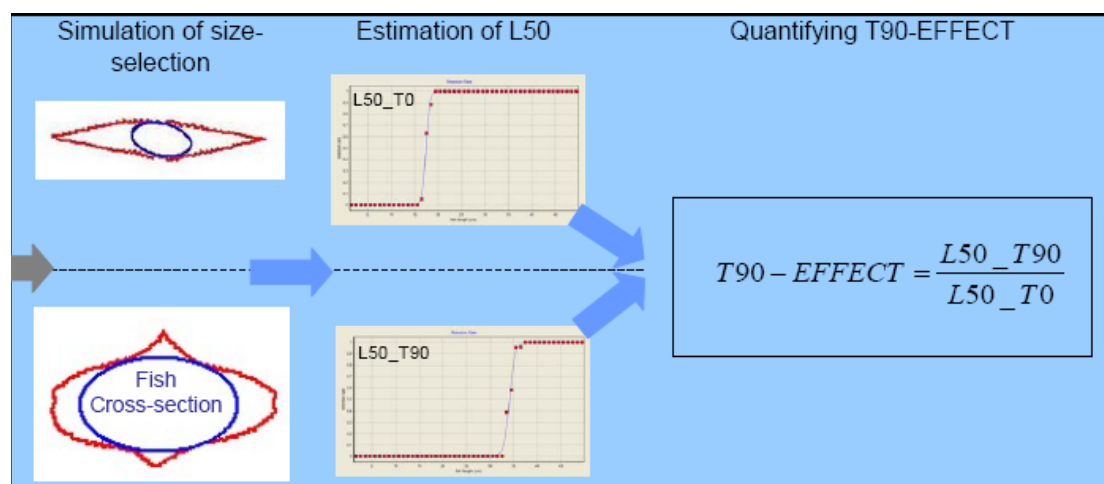 Simulation of size-
selection
Estimation of L50
Quantifying T90-EFFECT
L50_T0
L50_T90
Fish
Cross-section
T90 – EFFECT = L50_T90
L50_T0